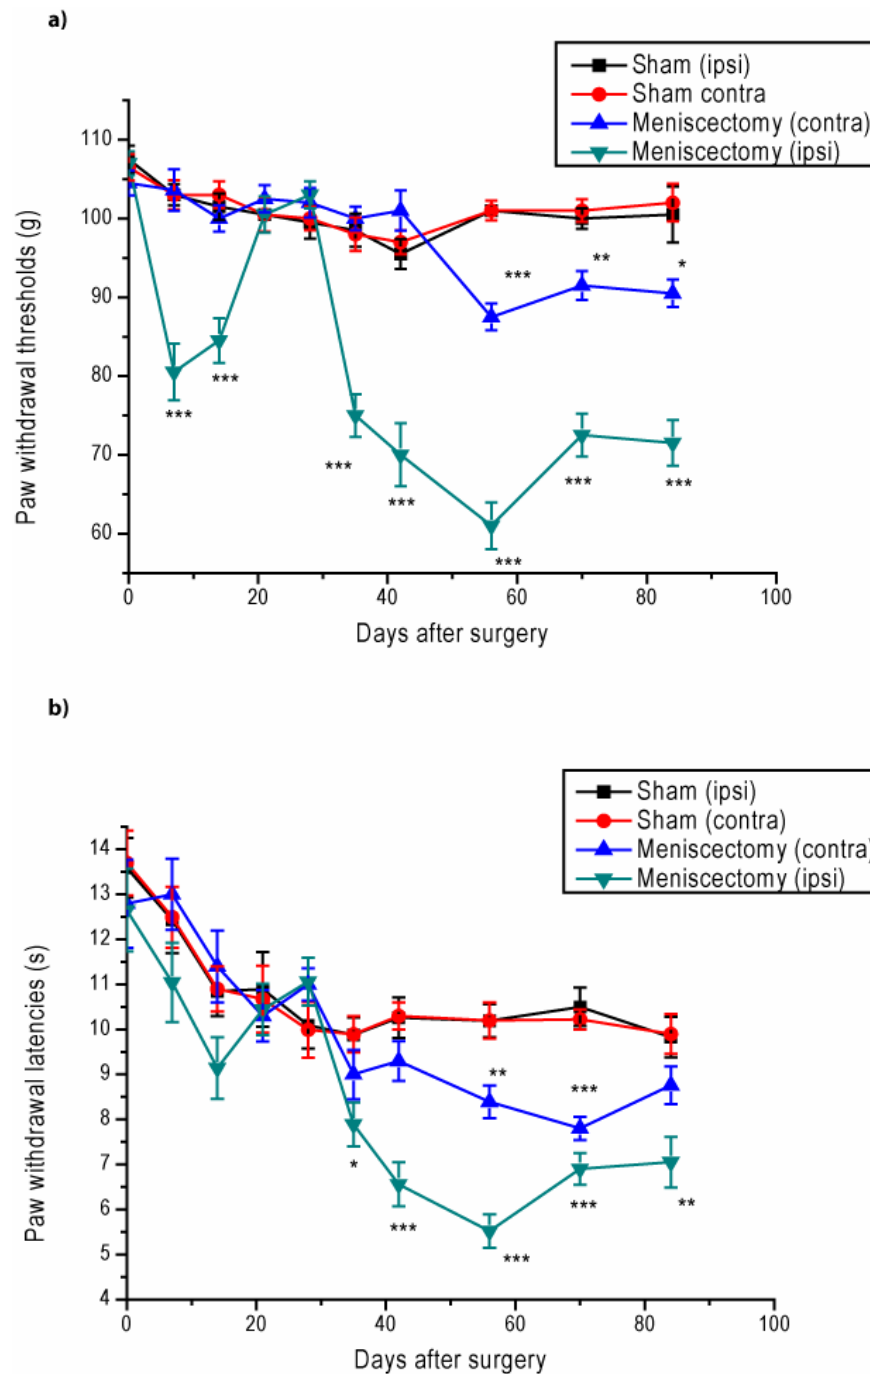 a)
Sham (ipsi)
Sham contra
Meniscectomy (contra)
Meniscectomy (ipsi)
110
100
90
80
70
60
Paw withdrawal thresholds (g)
***
**
*
***
***
***
***
***
***
***
0 20 40 60 80 100
Days after surgery
b)
Sham (ipsi)
Sham (contra)
Meniscectomy (contra)
Meniscectomy (ipsi)
14
13
12
11
10
9
8
7
6
5
4
Paw withdrawal latencies (s)
**
***
*
***
***
***
**
0 20 40 60 80 100
Days after surgery